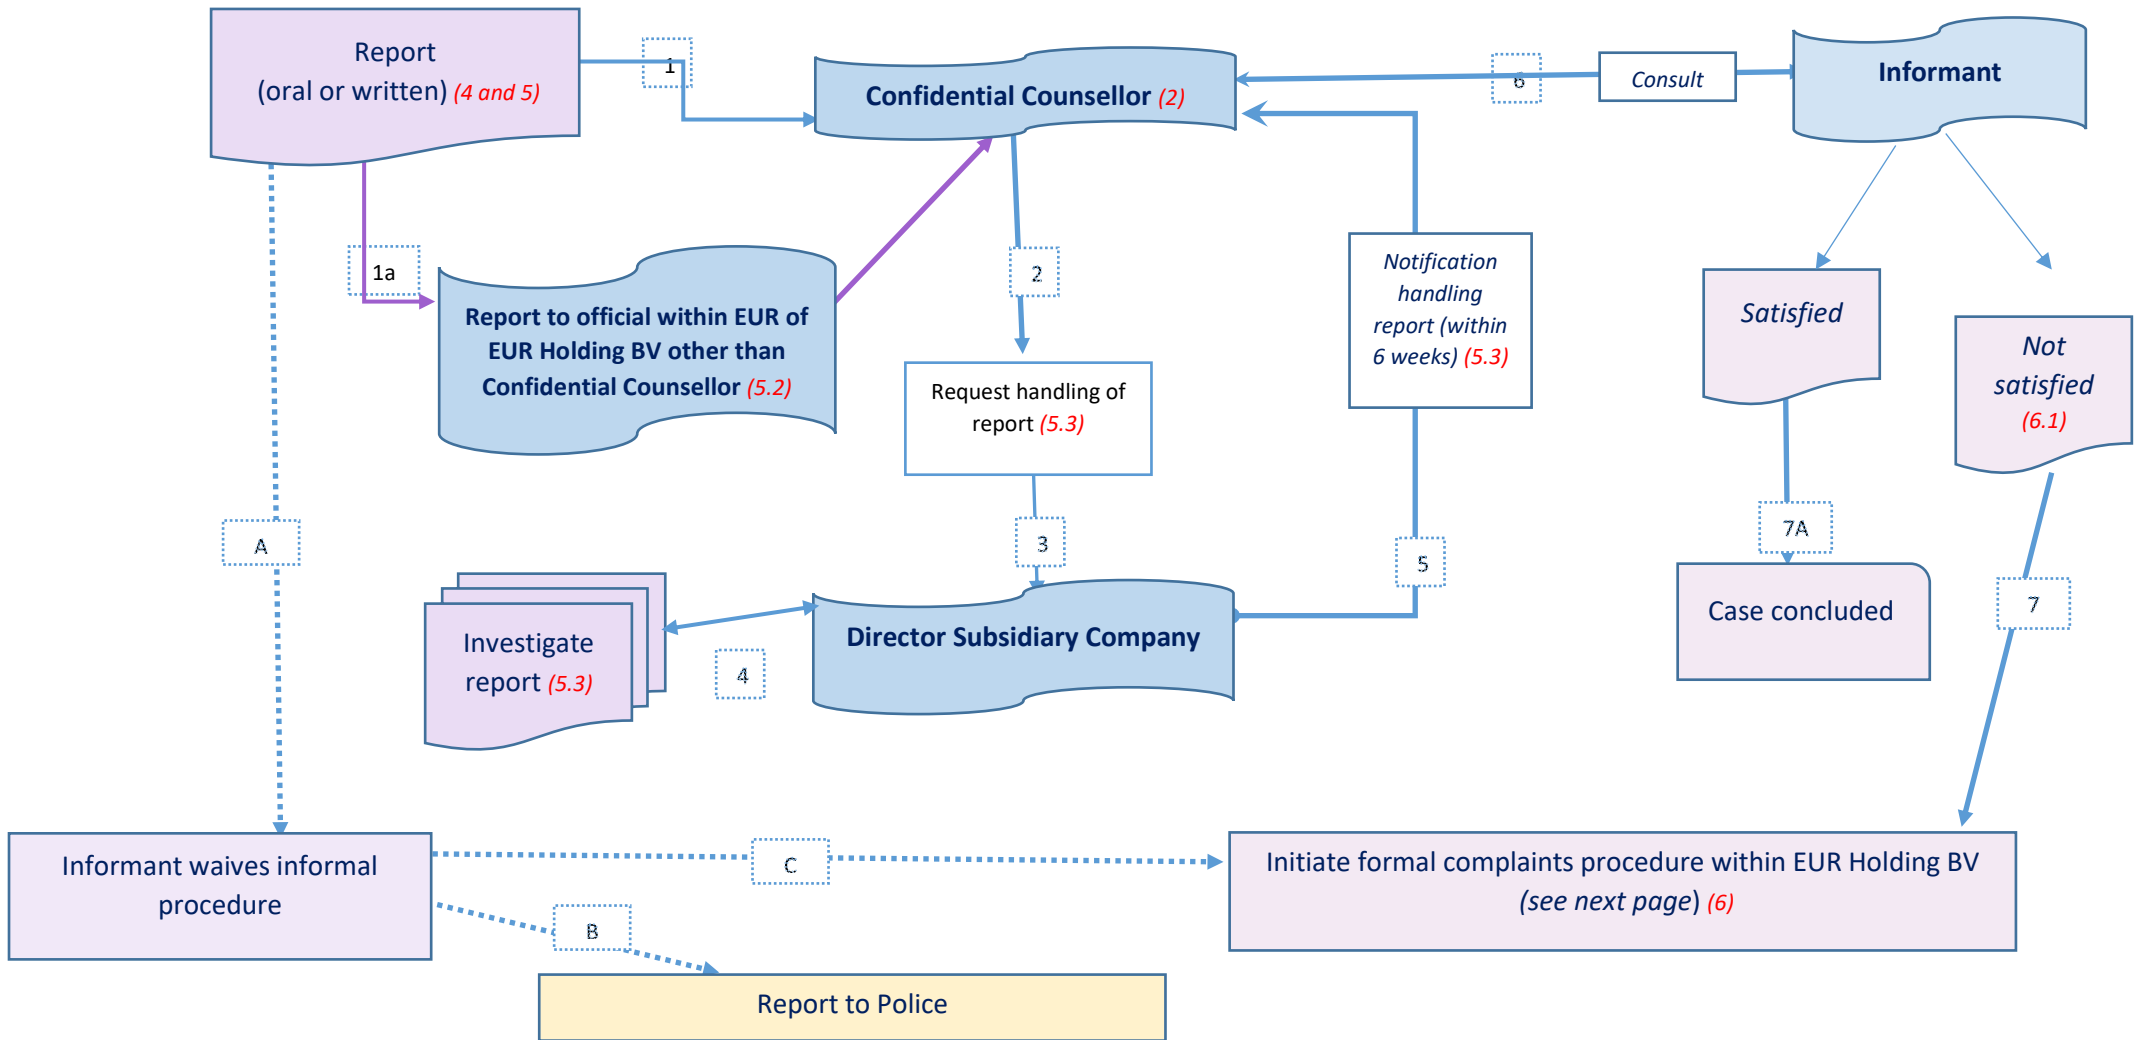 Report
(oral or written) (4 and 5)
1
Confidential Counsellor (2)
6
Consult
Informant
1a
Report to official within EUR of
EUR Holding BV other than
Confidential Counsellor (5.2)
2
Request handling of
report (5.3)
Notification
handling
report (within
6 weeks) (5.3)
Satisfied
Not
satisfied
(6.1)
A
3
5
7A
7
Investigate
report (5.3)
4
Director Subsidiary Company
Case concluded
Informant waives informal
procedure
C
B
Initiate formal complaints procedure within EUR Holding BV
(see next page) (6)
Report to Police